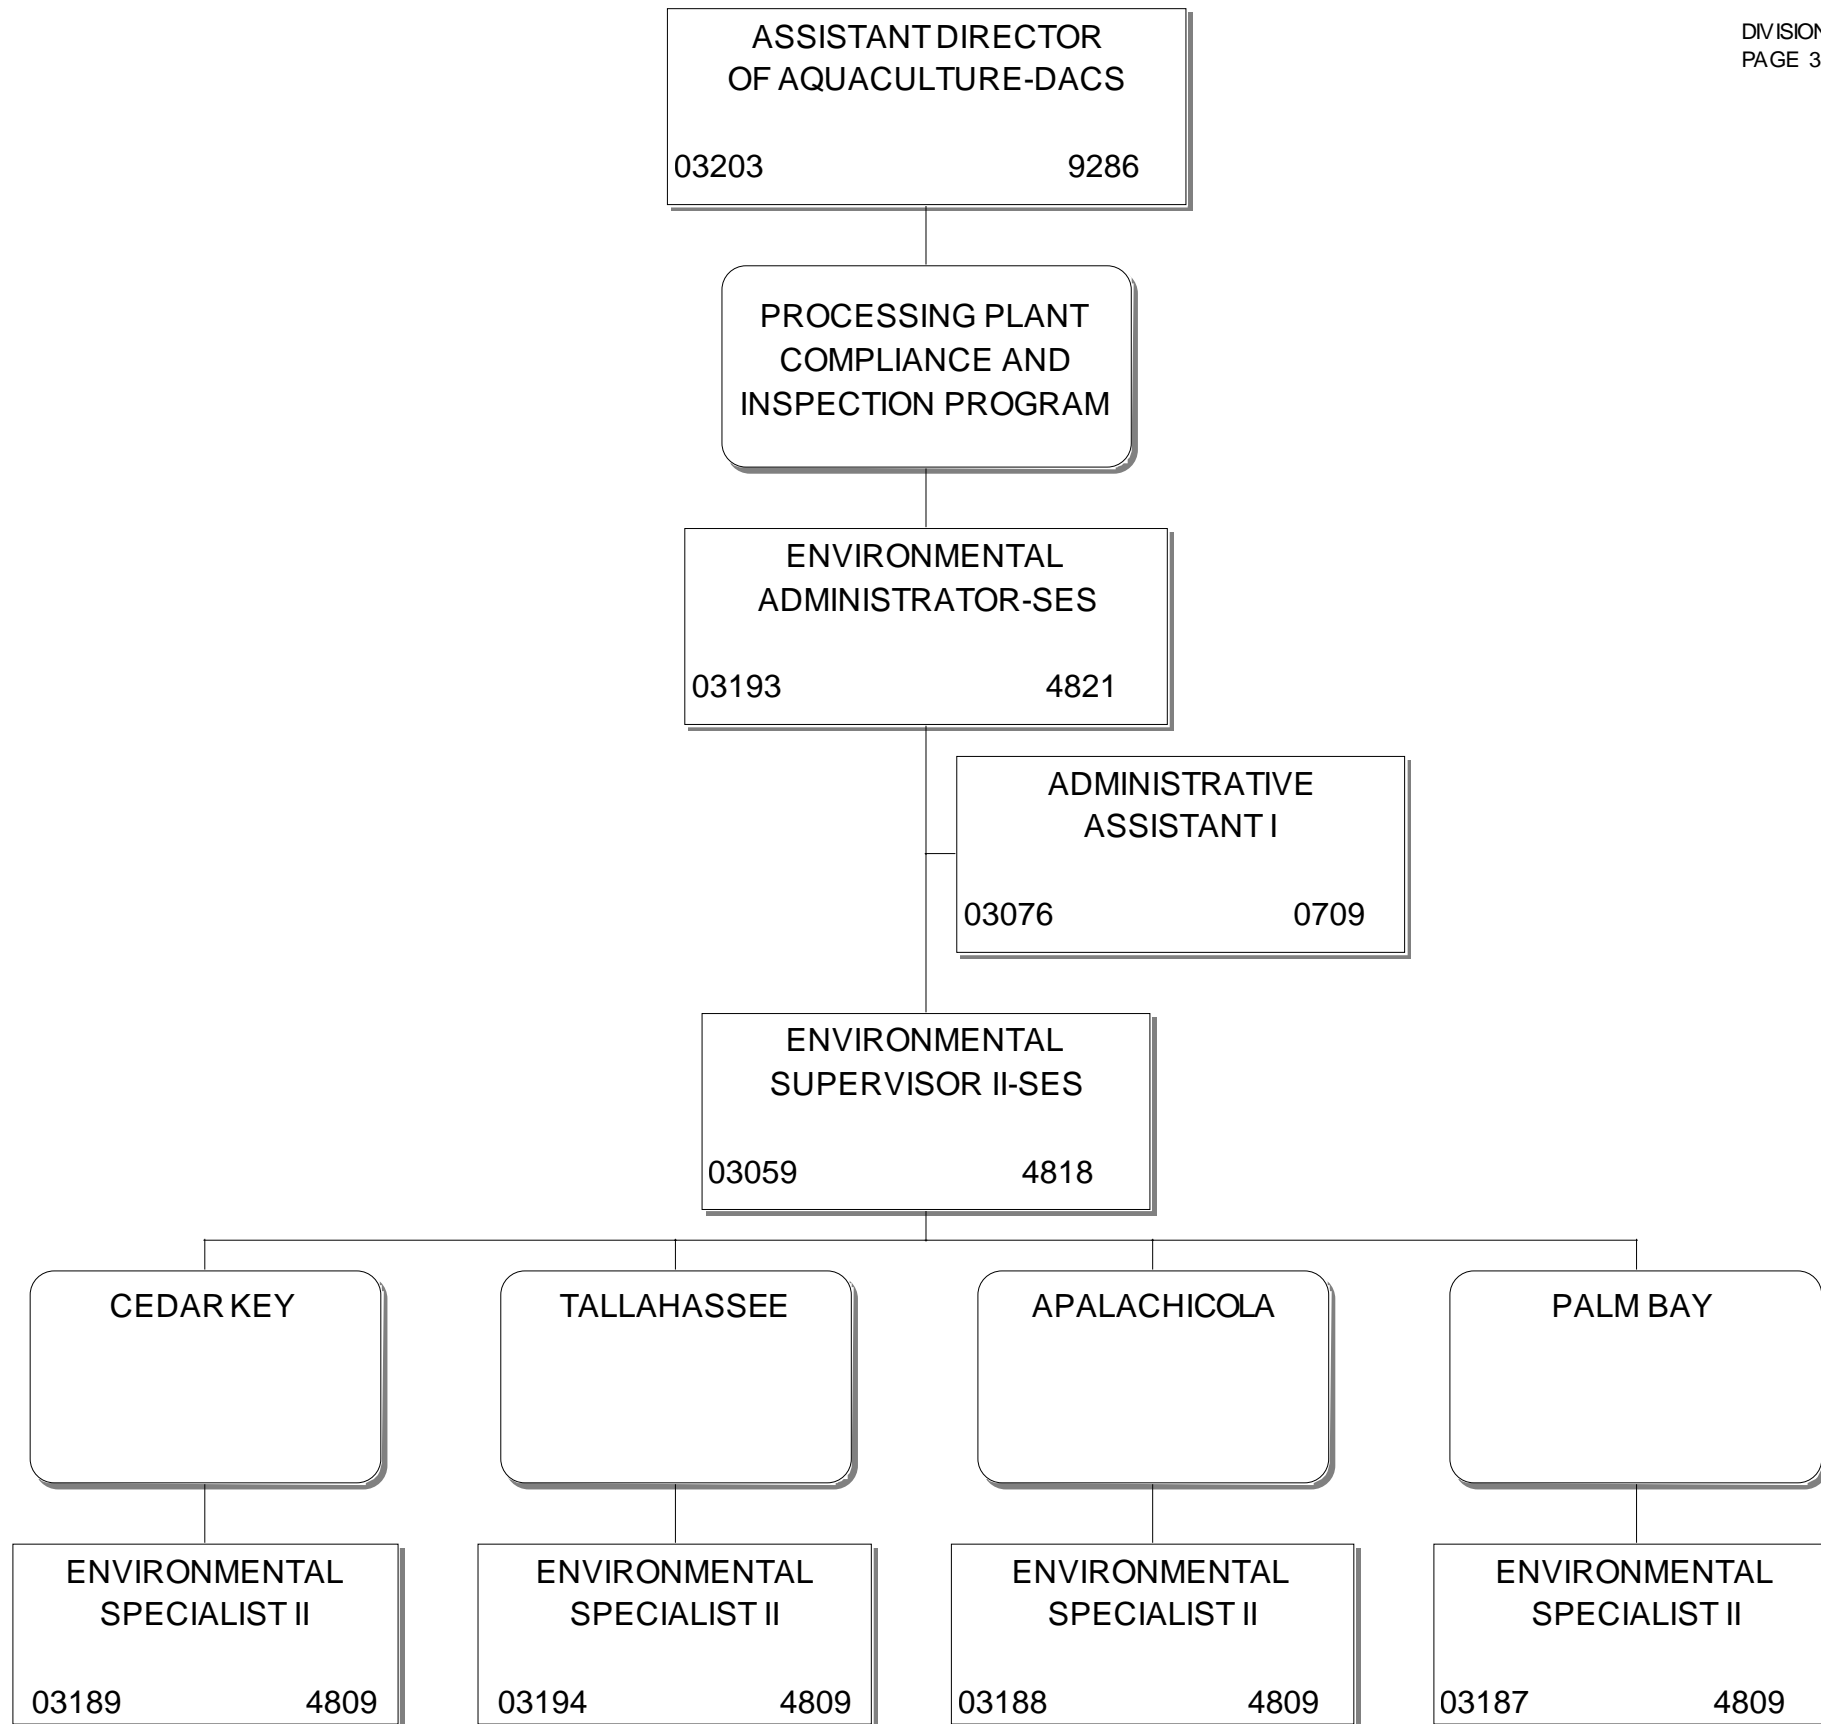 ASSISTANT DIRECTOR
OF AQUACULTURE-DACS
03203 9286
DIVISION
PAGE 3
PROCESSING PLANT
COMPLIANCE AND
INSPECTION PROGRAM
ENVIRONMENTAL
ADMINISTRATOR-SES
03193 4821
ADMINISTRATIVE
ASSISTANT I
03076 0709
ENVIRONMENTAL
SUPERVISOR II-SES
03059 4818
CEDAR KEY
TALLAHASSEE
APALACHICOLA
PALM BAY
ENVIRONMENTAL
SPECIALIST II
03189 4809
ENVIRONMENTAL
SPECIALIST II
03194 4809
ENVIRONMENTAL
SPECIALIST II
03188 4809
ENVIRONMENTAL
SPECIALIST II
03187 4809